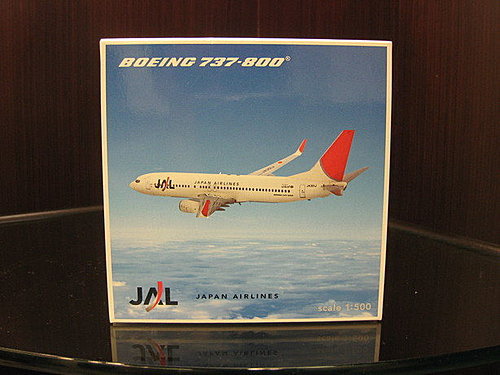 BOEING 737-800®
JAL JAPAN AIRLINES
JAL JAPAN AIRLINES
scale 1:500